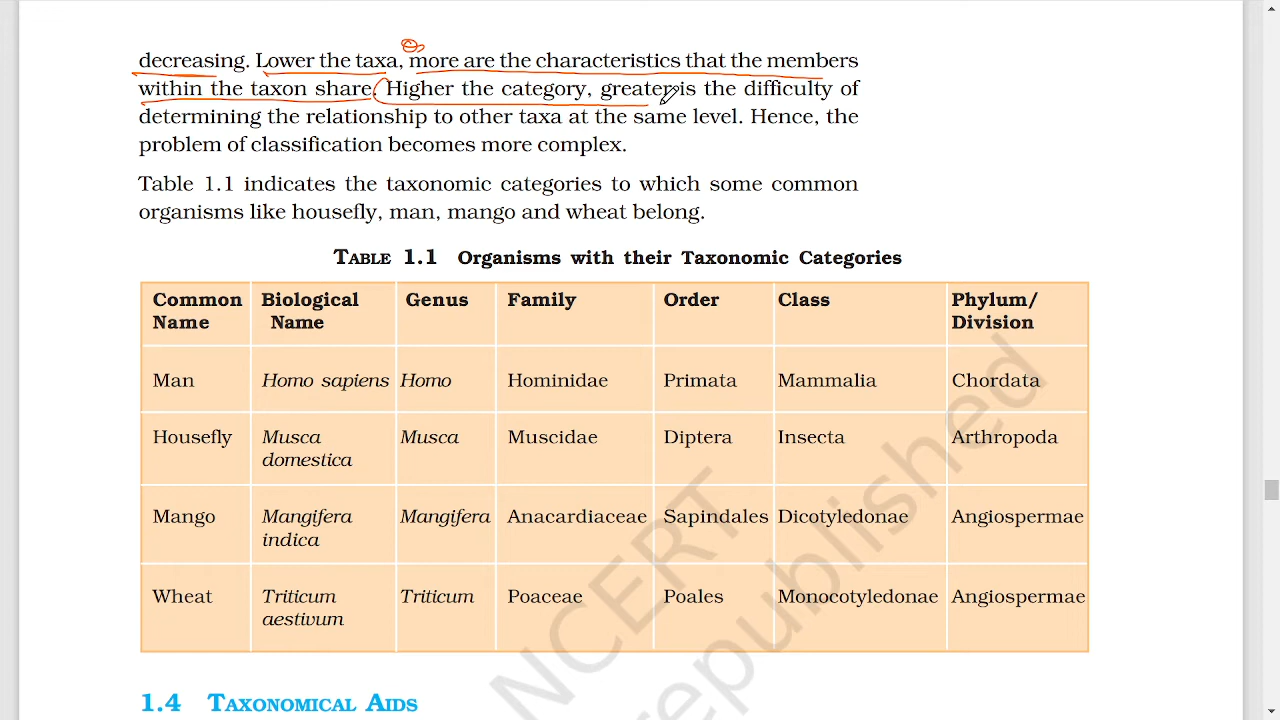 decreasing. Lower the taxa, more are the characteristics that the members
within the taxon share. Higher the category, greater is the difficulty of
determining the relationship to other taxa at the same level. Hence, the
problem of classification becomes more complex.
Table 1.1 indicates the taxonomic categories to which some common
organisms like housefly, man, mango and wheat belong.
TABLE 1.1 Organisms with their Taxonomic Categories
Common Name Biological Name Genus Family Order Class Phylum/ Division
Man Homo sapiens Homo Hominidae Primata Mammalia Chordata
Housefly Musca domestica Musca Muscidae Diptera Insecta Arthropoda
Mango Mangifera indica Mangifera Anacardiaceae Sapindales Dicotyledonae Angiospermae
Wheat Triticum aestivum Triticum Poaceae Poales Monocotyledonae Angiospermae
NCERT
republished
1.4 TAXONOMICAL AIDS